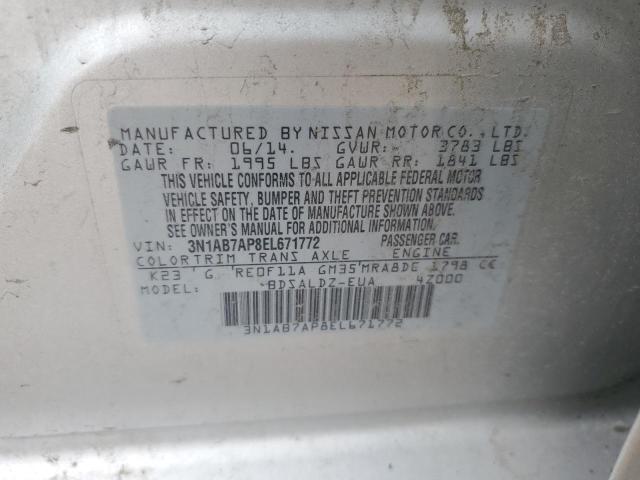 MANUFACTURED BY NISSAN MOTOR CO., LTD.
DATE: 06/14. GVWR: 3783 LBS
GAWR FR: 1995 LBS GAWR RR: 1841 LBS
THIS VEHICLE CONFORMS TO ALL APPLICABLE FEDERAL MOTOR
VEHICLE SAFETY, BUMPER AND THEFT PREVENTION STANDARDS
IN EFFECT ON THE DATE OF MANUFACTURE SHOWN ABOVE.
SEE OWNER'S MANUAL FOR ADDITIONAL INFORMATION.
VIN: 3N1AB7AP8EL671772 PASSENGER CAR.
COLOR TRIM TRANS AXLE ENGINE
K23 G RE0F11A GM35 MRA8DE 1798 CC
MODEL: BDSALDZ-EUA 4Z000
3N1AB7AP8EL671772